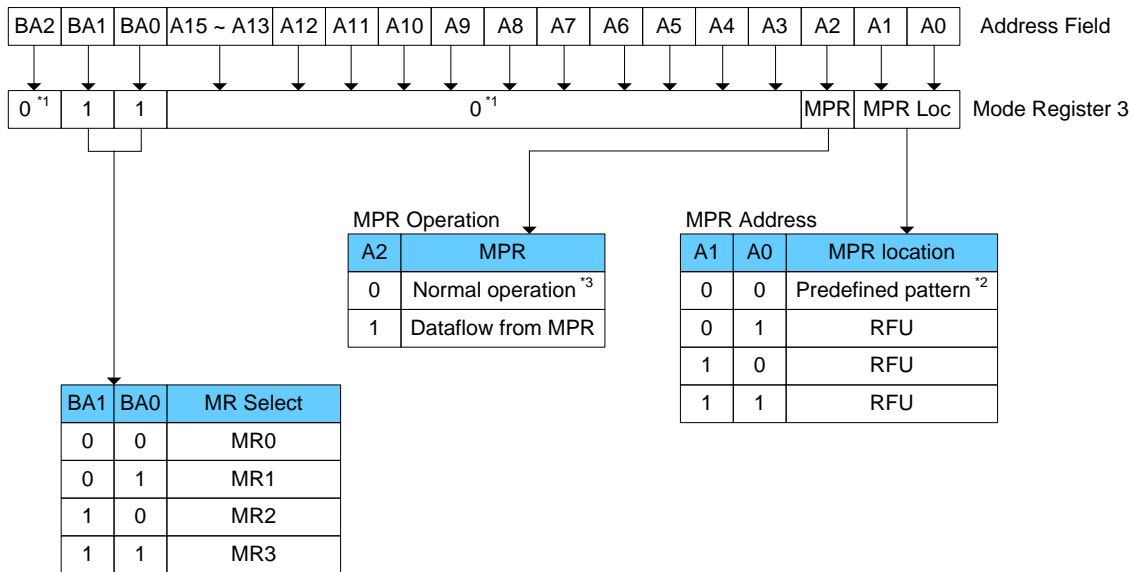 BA2 BA1 BA0 A15 ~ A13 A12 A11 A10 A9 A8 A7 A6 A5 A4 A3 A2 A1 A0 Address Field
0 *1 1 1 0 *1 MPR MPR Loc Mode Register 3
MPR Operation
A2 MPR
0 Normal operation *3
1 Dataflow from MPR
MPR Address
A1 A0 MPR location
0 0 Predefined pattern *2
0 1 RFU
1 0 RFU
1 1 RFU
BA1 BA0 MR Select
0 0 MR0
0 1 MR1
1 0 MR2
1 1 MR3